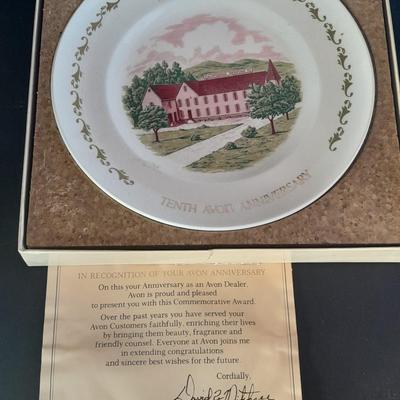 TENTH AVON ANNIVERSARY
IN RECOGNITION OF YOUR AVON ANNIVERSARY
On this your Anniversary as an Avon Dealer,
Avon is proud and pleased
to present you with this Commemorative Award.
Over the past years you have served your
Avon Customers faithfully, enriching their lives
by bringing them beauty, fragrance and
friendly counsel. Everyone at Avon joins me
in extending congratulations
and sincere best wishes for the future.
Cordially,
David